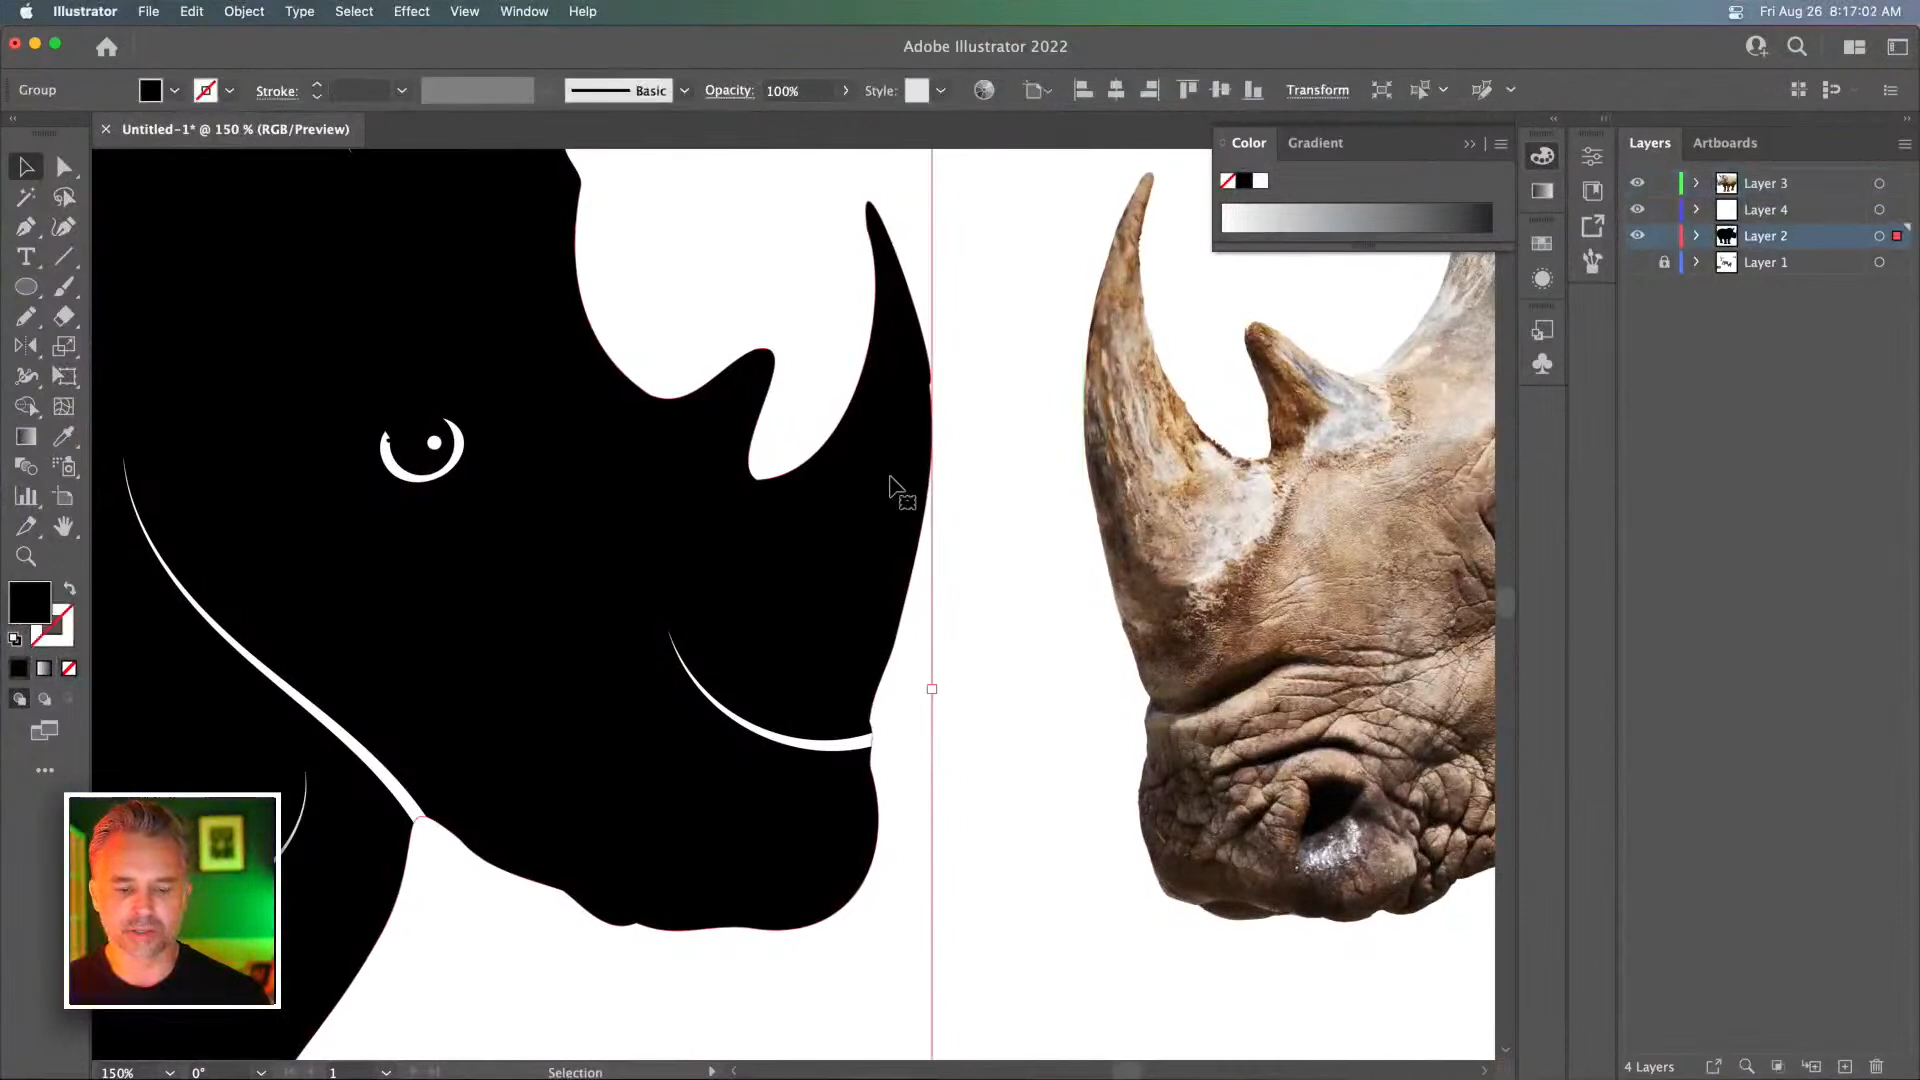 Illustrator File Edit Object Type Select Effect View Window Help
Fri Aug 26 8:17:02 AM
Adobe Illustrator 2022
Group
Stroke:
Basic
Opacity: 100%
Style:
Transform
× Untitled-1* @ 150 % (RGB/Preview)
Color Gradient
Layers Artboards
Layer 3
Layer 4
Layer 2
Layer 1
150% 0° 1 Selection
4 Layers